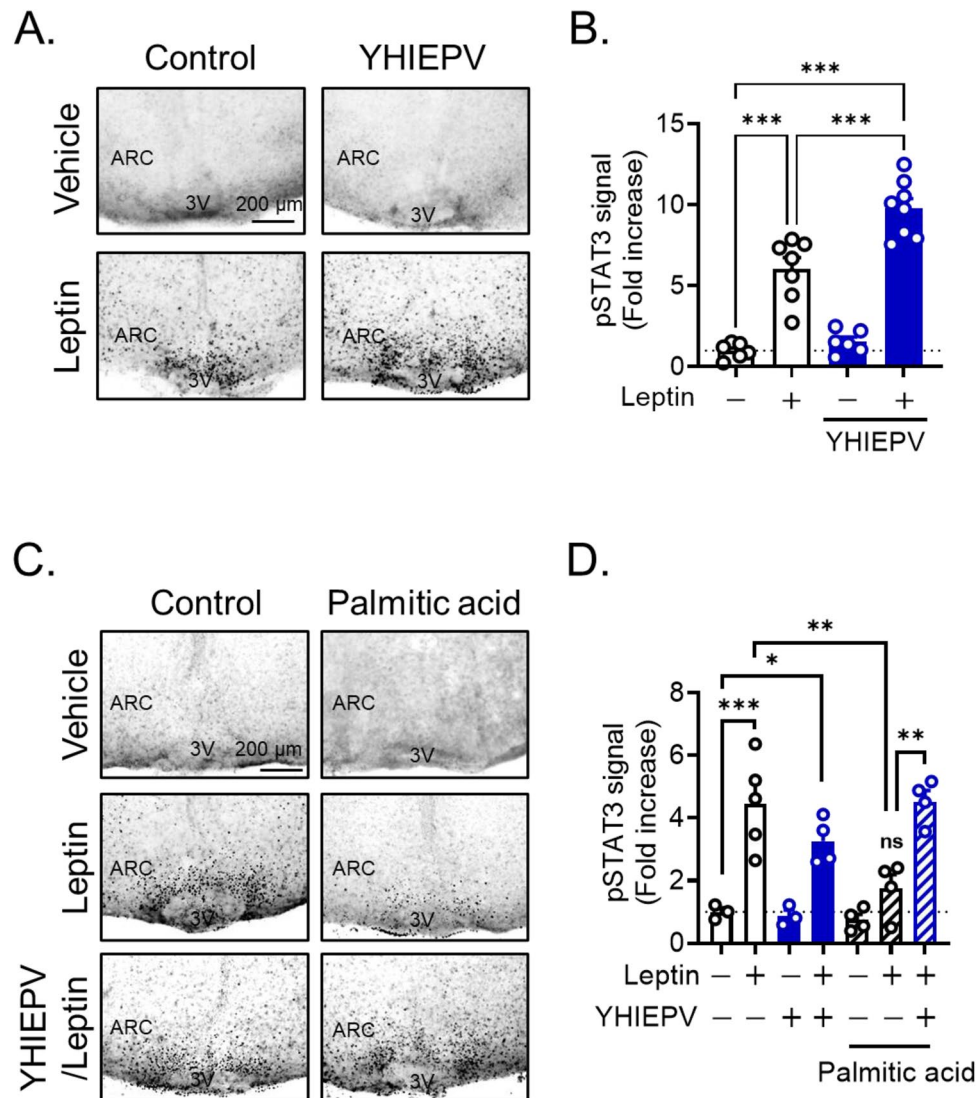 A.
Control YHIEPV
Vehicle
ARC
3V
200 μm
ARC
3V
Leptin
ARC
3V
ARC
3V
B.
pSTAT3 signal
(Fold increase)
15
10
5
0
***
*** ***
Leptin – + – +
YHIEPV
C.
Control Palmitic acid
Vehicle
ARC
3V 200 μm
ARC
3V
Leptin
ARC
3V
ARC
3V
YHIEPV
/Leptin
ARC
3V
ARC
3V
D.
pSTAT3 signal
(Fold increase)
8
6
4
2
0
**
*
***
**
ns
Leptin – + – + – + +
YHIEPV – – + + – – +
Palmitic acid